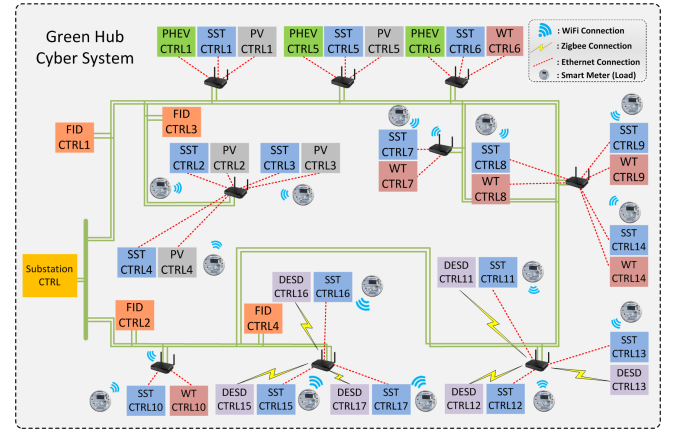 Green Hub
Cyber System
PHEV SST PV
CTRL1 CTRL1 CTRL1
PHEV SST PV
CTRL5 CTRL5 CTRL5
PHEV SST WT
CTRL6 CTRL6 CTRL6
: WiFi Connection
: Zigbee Connection
: Ethernet Connection
: Smart Meter (Load)
FID
CTRL1
FID
CTRL3
SST PV
CTRL2 CTRL2
SST PV
CTRL3 CTRL3
SST
CTRL7
WT
CTRL7
SST
CTRL8
WT
CTRL8
SST
CTRL9
WT
CTRL9
SST
CTRL14
WT
CTRL14
SST PV
CTRL4 CTRL4
Substation
CTRL
DESD SST
CTRL16 CTRL16
DESD SST
CTRL11 CTRL11
FID
CTRL2
FID
CTRL4
SST
CTRL13
DESD
CTRL13
SST WT
CTRL10 CTRL10
DESD SST
CTRL15 CTRL15
DESD SST
CTRL17 CTRL17
DESD SST
CTRL12 CTRL12